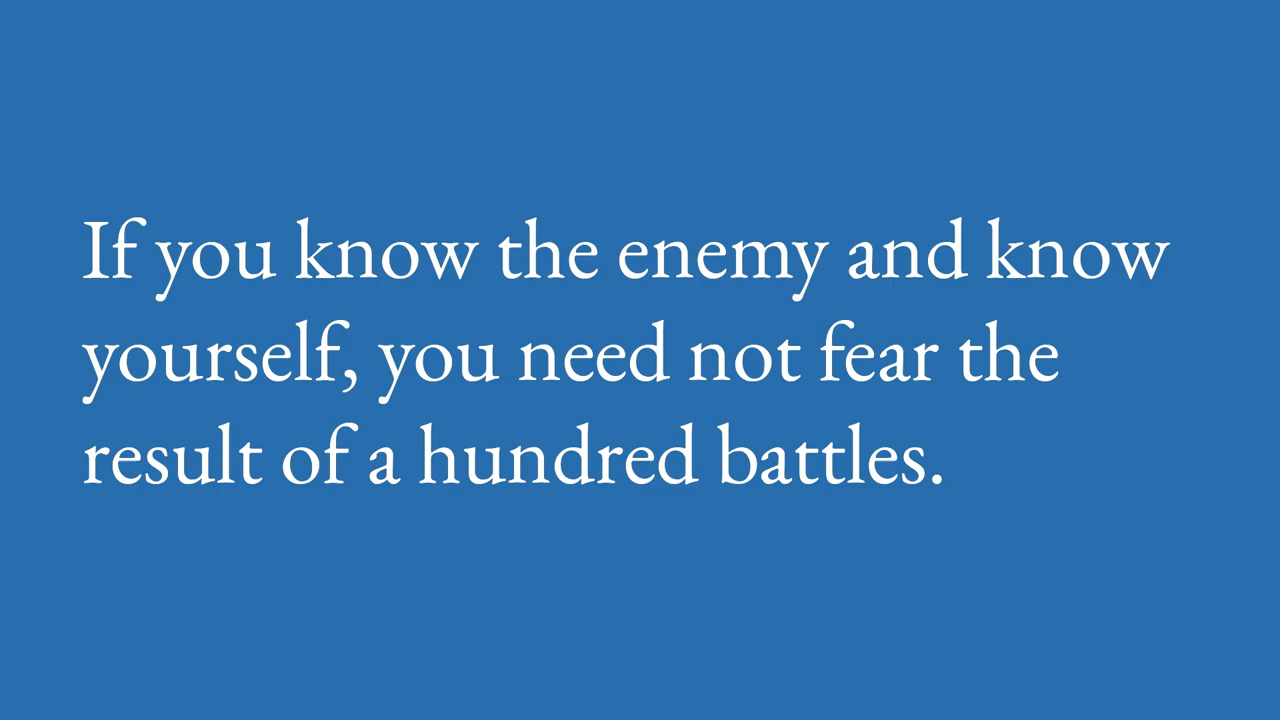 If you know the enemy and know
yourself, you need not fear the
result of a hundred battles.